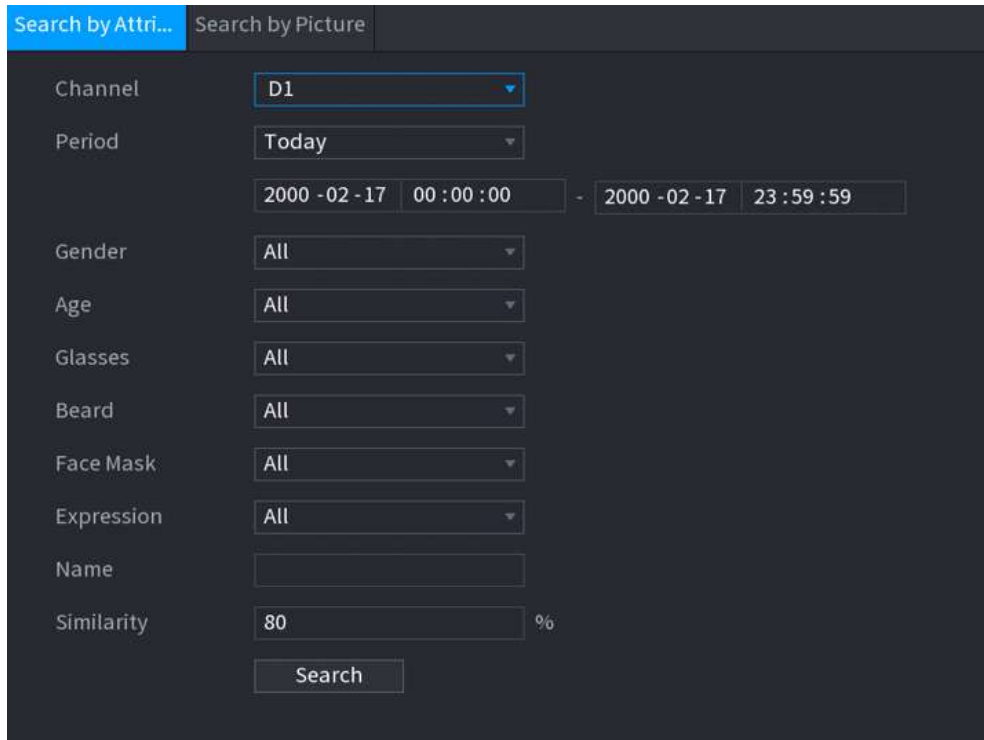 Search by Attri... Search by Picture
Channel D1
Period Today
2000 -02 -17 00 :00 :00 - 2000 -02 -17 23 :59 :59
Gender All
Age All
Glasses All
Beard All
Face Mask All
Expression All
Name
Similarity 80 %
Search